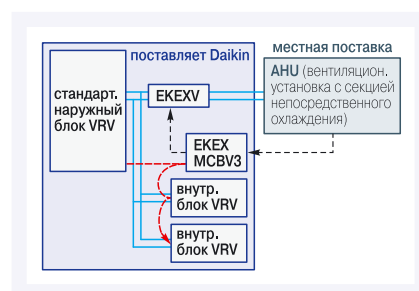 поставляет Daikin
местная поставка
стандарт.
наружный
блок VRV
EKEXV
AHU (вентиляцион.
установка с секцией
непосредственного
охлаждения)
EKEX
MCBV3
внутр.
блок VRV
внутр.
блок VRV